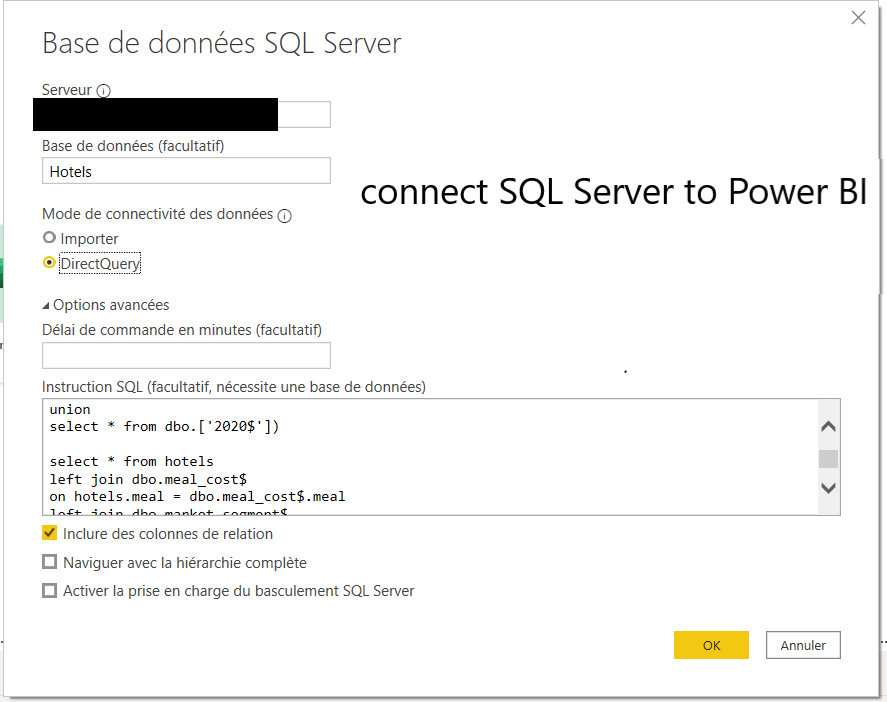 Base de données SQL Server
Serveur
Base de données (facultatif)
Hotels
connect SQL Server to Power BI
Mode de connectivité des données
Importer
DirectQuery
Options avancées
Délai de commande en minutes (facultatif)
Instruction SQL (facultatif, nécessite une base de données)
union
select * from dbo.['2020$'])
select * from hotels
left join dbo.meal_cost$
on hotels.meal = dbo.meal_cost$.meal
left join dbo.market_segment$
Inclure des colonnes de relation
Naviguer avec la hiérarchie complète
Activer la prise en charge du basculement SQL Server
OK
Annuler